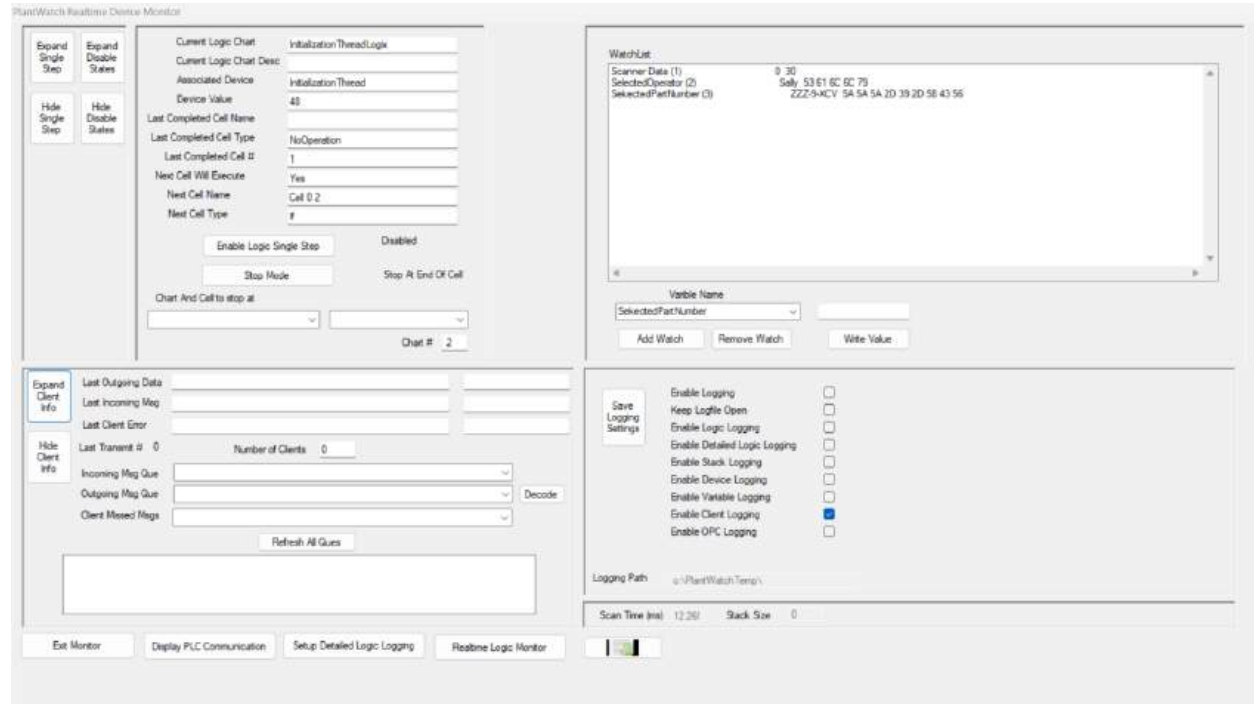 PlantWatch Realtime Device Monitor
Expand Single Step
Expand Disable States
Hide Single Step
Hide Disable States
Current Logic Chart InitializationThreadLogix
Current Logic Chart Desc
Associated Device InitializationThread
Device Value 48
Last Completed Cell Name
Last Completed Cell Type NoOperation
Last Completed Cell # 1
Next Cell Will Execute Yes
Next Cell Name Cell 0 2
Next Cell Type If
Enable Logic Single Step Disabled
Stop Mode Stop At End Of Cell
Chart And Cell to stop at
Chart # 2
WatchList
Scanner Data (1) 0 30
SelectedOperator (2) Sally 53 61 6C 6C 79
SekectedPartNumber (3) ZZZ-9-XCV 5A 5A 5A 2D 39 2D 58 43 56
Varible Name
SekectedPartNumber
Add Watch Remove Watch Write Value
Expand Client Info
Hide Client Info
Last Outgoing Data
Last Incoming Msg
Last Client Error
Last Transmit # 0 Number of Clients 0
Incoming Msg Que
Outgoing Msg Que Decode
Client Missed Msgs
Refresh All Ques
Save Logging Settings
Enable Logging
Keep Logfile Open
Enable Logic Logging
Enable Detailed Logic Logging
Enable Stack Logging
Enable Device Logging
Enable Variable Logging
Enable Client Logging
Enable OPC Logging
Logging Path c:\PlantWatchTemp\
Scan Time (ms) Stack Size 0
Exit Monitor Display PLC Communication Setup Detailed Logic Logging Realtime Logic Monitor